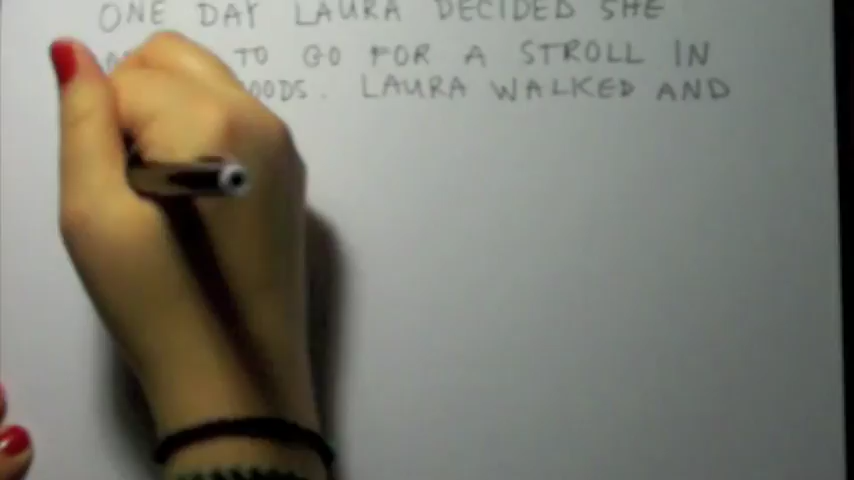 ONE DAY LAURA DECIDED SHE
TO GO FOR A STROLL IN
LAURA WALKED AND